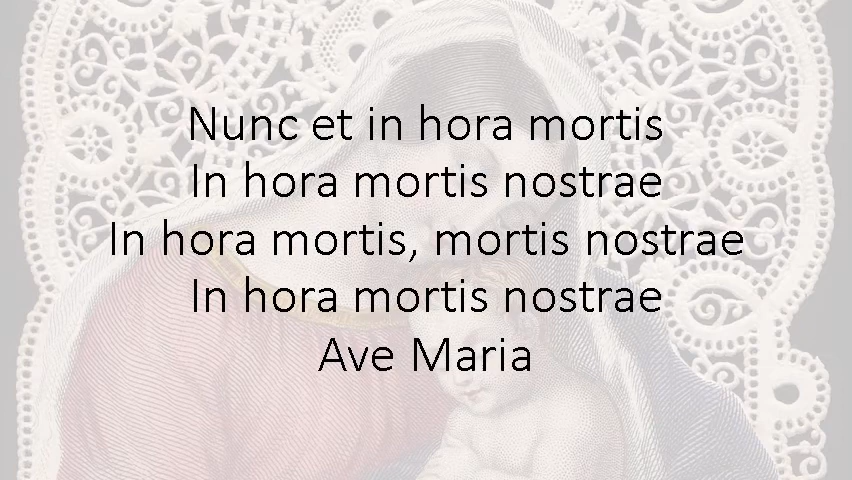 Nunc et in hora mortis
In hora mortis nostrae
In hora mortis, mortis nostrae
In hora mortis nostrae
Ave Maria